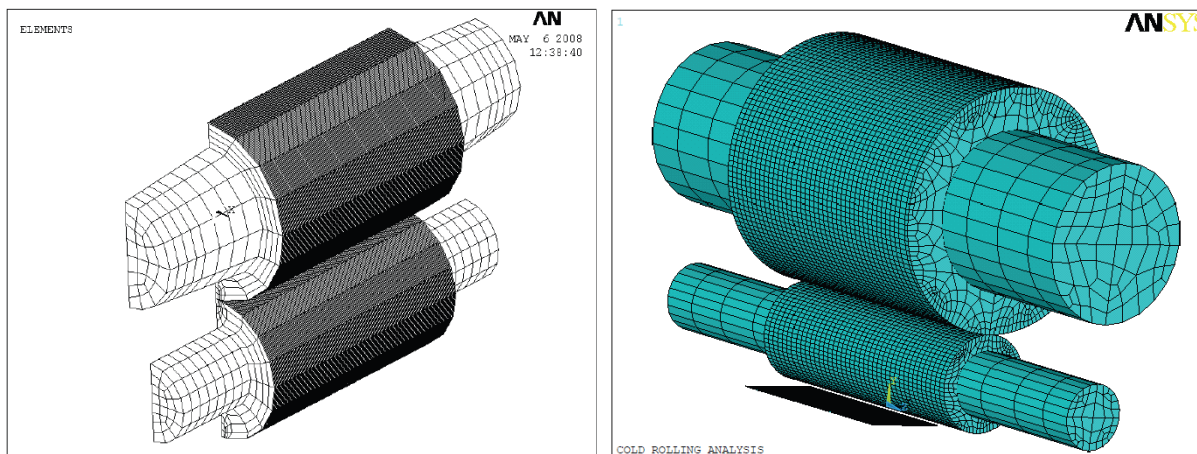 ELEMENTS
AN
MAY 6 2008
12:38:40
1
ANSYS
COLD ROLLING ANALYSIS